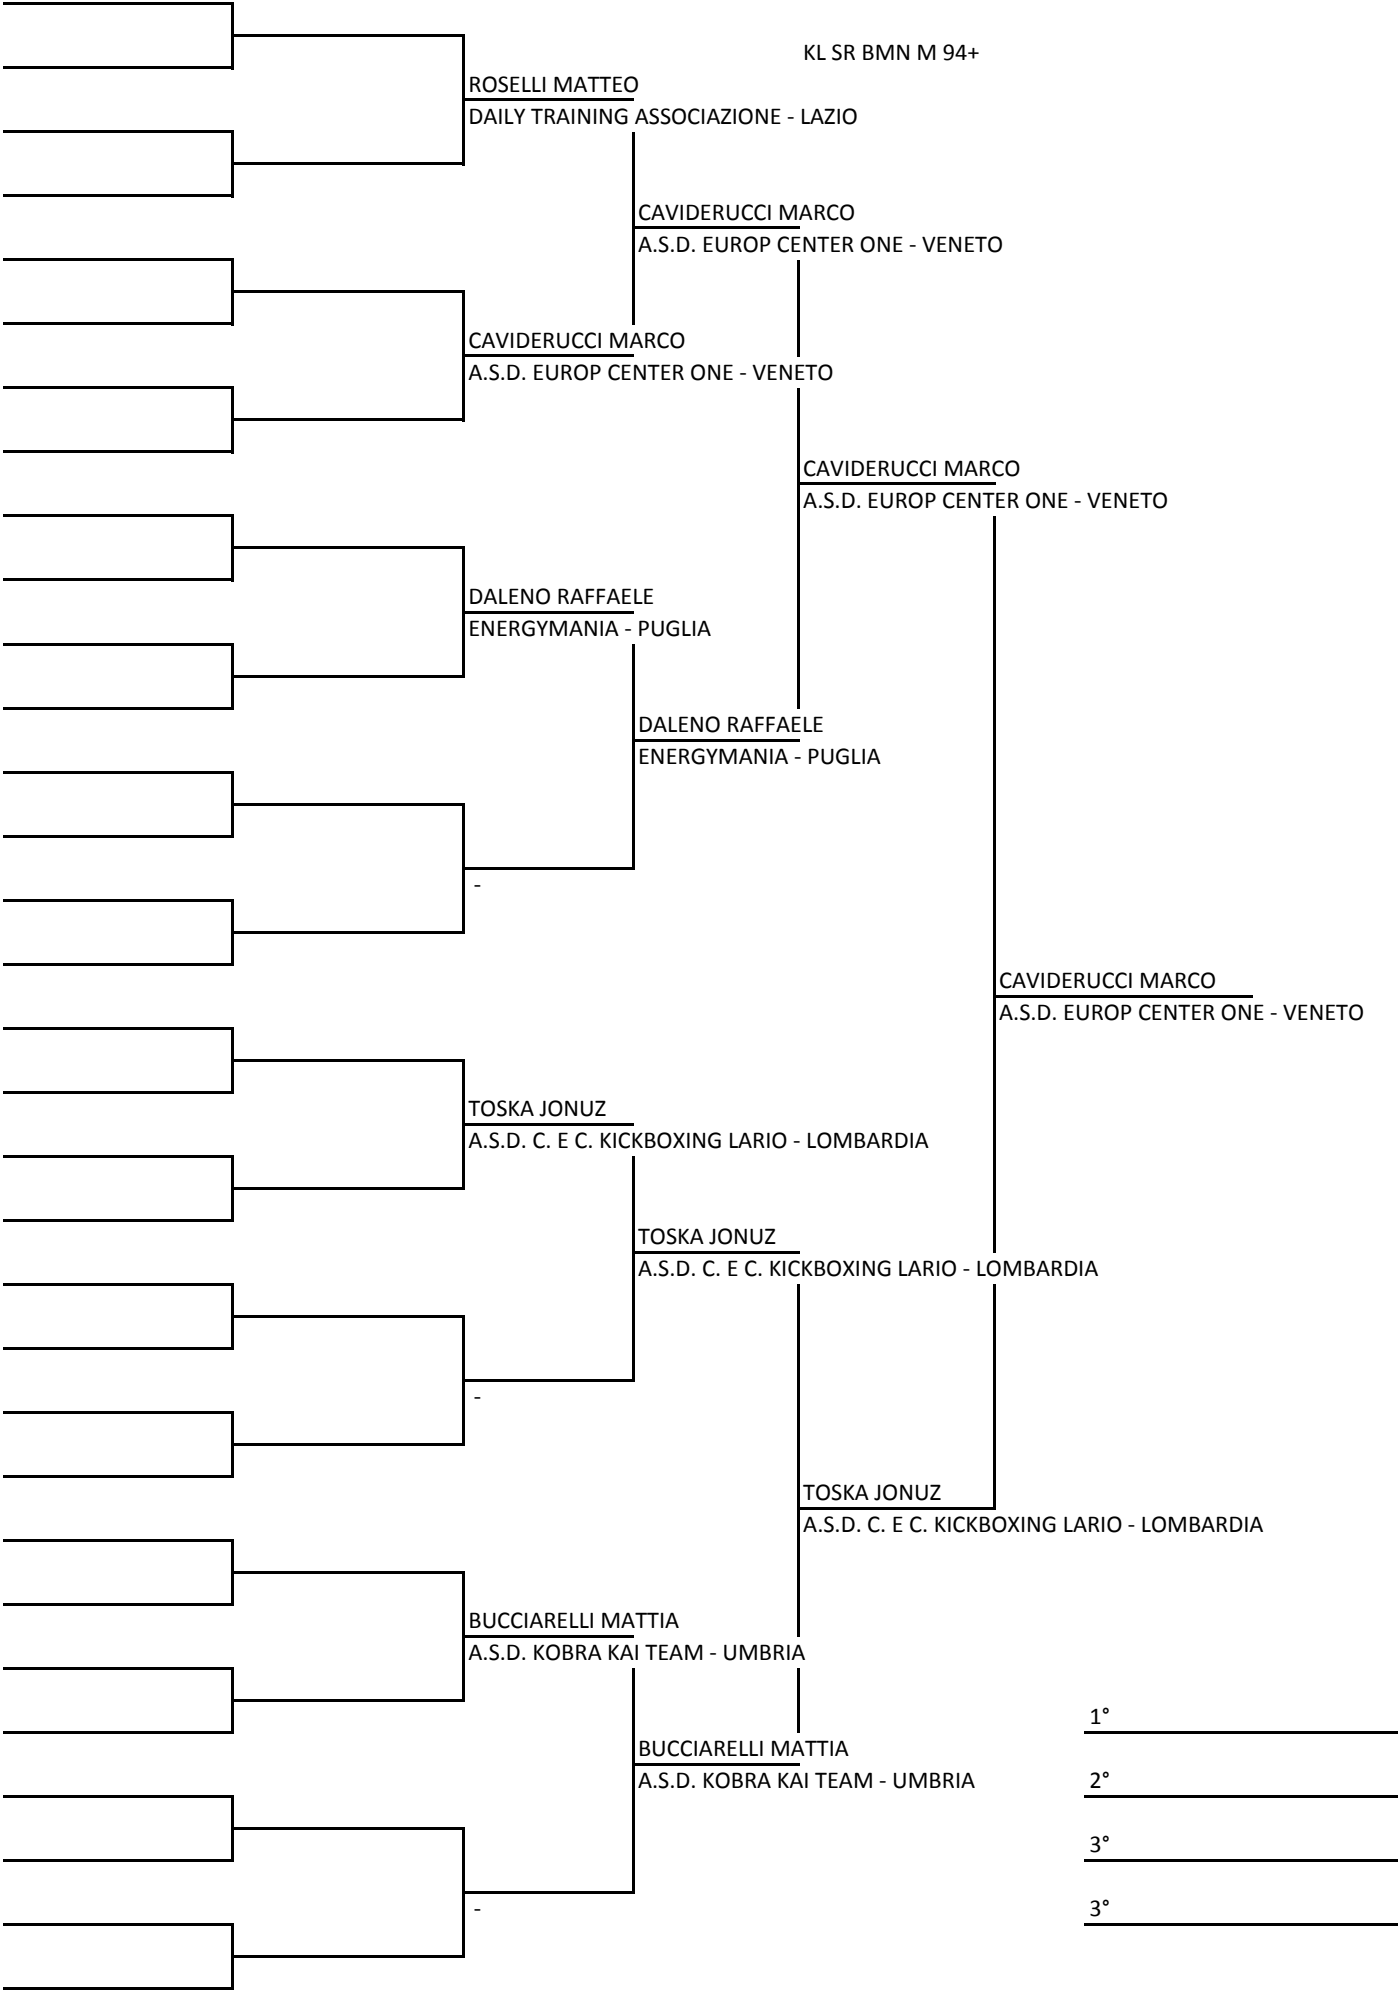 KL SR BMN M 94+
ROSELLI MATTEO
DAILY TRAINING ASSOCIAZIONE - LAZIO
CAVIDERUCCI MARCO
A.S.D. EUROP CENTER ONE - VENETO
CAVIDERUCCI MARCO
A.S.D. EUROP CENTER ONE - VENETO
CAVIDERUCCI MARCO
A.S.D. EUROP CENTER ONE - VENETO
DALENO RAFFAELE
ENERGYMANIA - PUGLIA
DALENO RAFFAELE
ENERGYMANIA - PUGLIA
-
CAVIDERUCCI MARCO
A.S.D. EUROP CENTER ONE - VENETO
TOSKA JONUZ
A.S.D. C. E C. KICKBOXING LARIO - LOMBARDIA
TOSKA JONUZ
A.S.D. C. E C. KICKBOXING LARIO - LOMBARDIA
-
TOSKA JONUZ
A.S.D. C. E C. KICKBOXING LARIO - LOMBARDIA
BUCCIARELLI MATTIA
A.S.D. KOBRA KAI TEAM - UMBRIA
1°
BUCCIARELLI MATTIA
A.S.D. KOBRA KAI TEAM - UMBRIA
2°
3°
-
3°